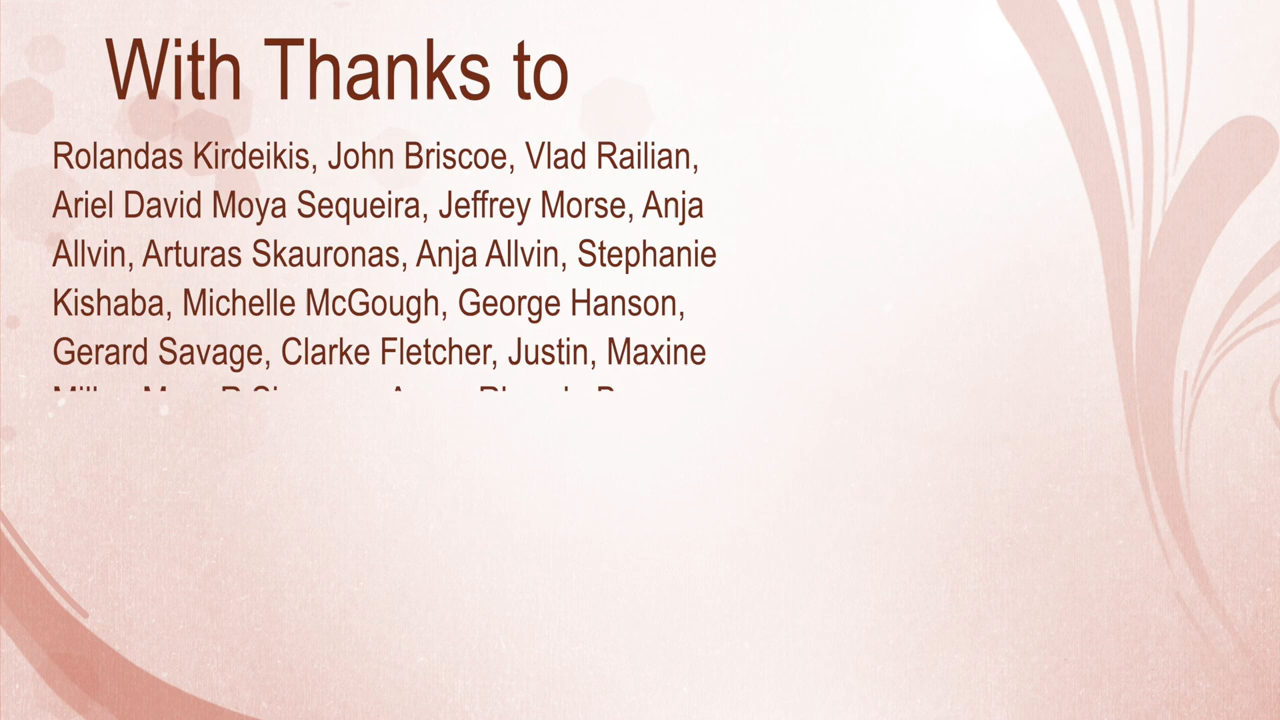 With Thanks to
Rolandas Kirdeikis, John Briscoe, Vlad Railian,
Ariel David Moya Sequeira, Jeffrey Morse, Anja
Allvin, Arturas Skauronas, Anja Allvin, Stephanie
Kishaba, Michelle McGough, George Hanson,
Gerard Savage, Clarke Fletcher, Justin, Maxine